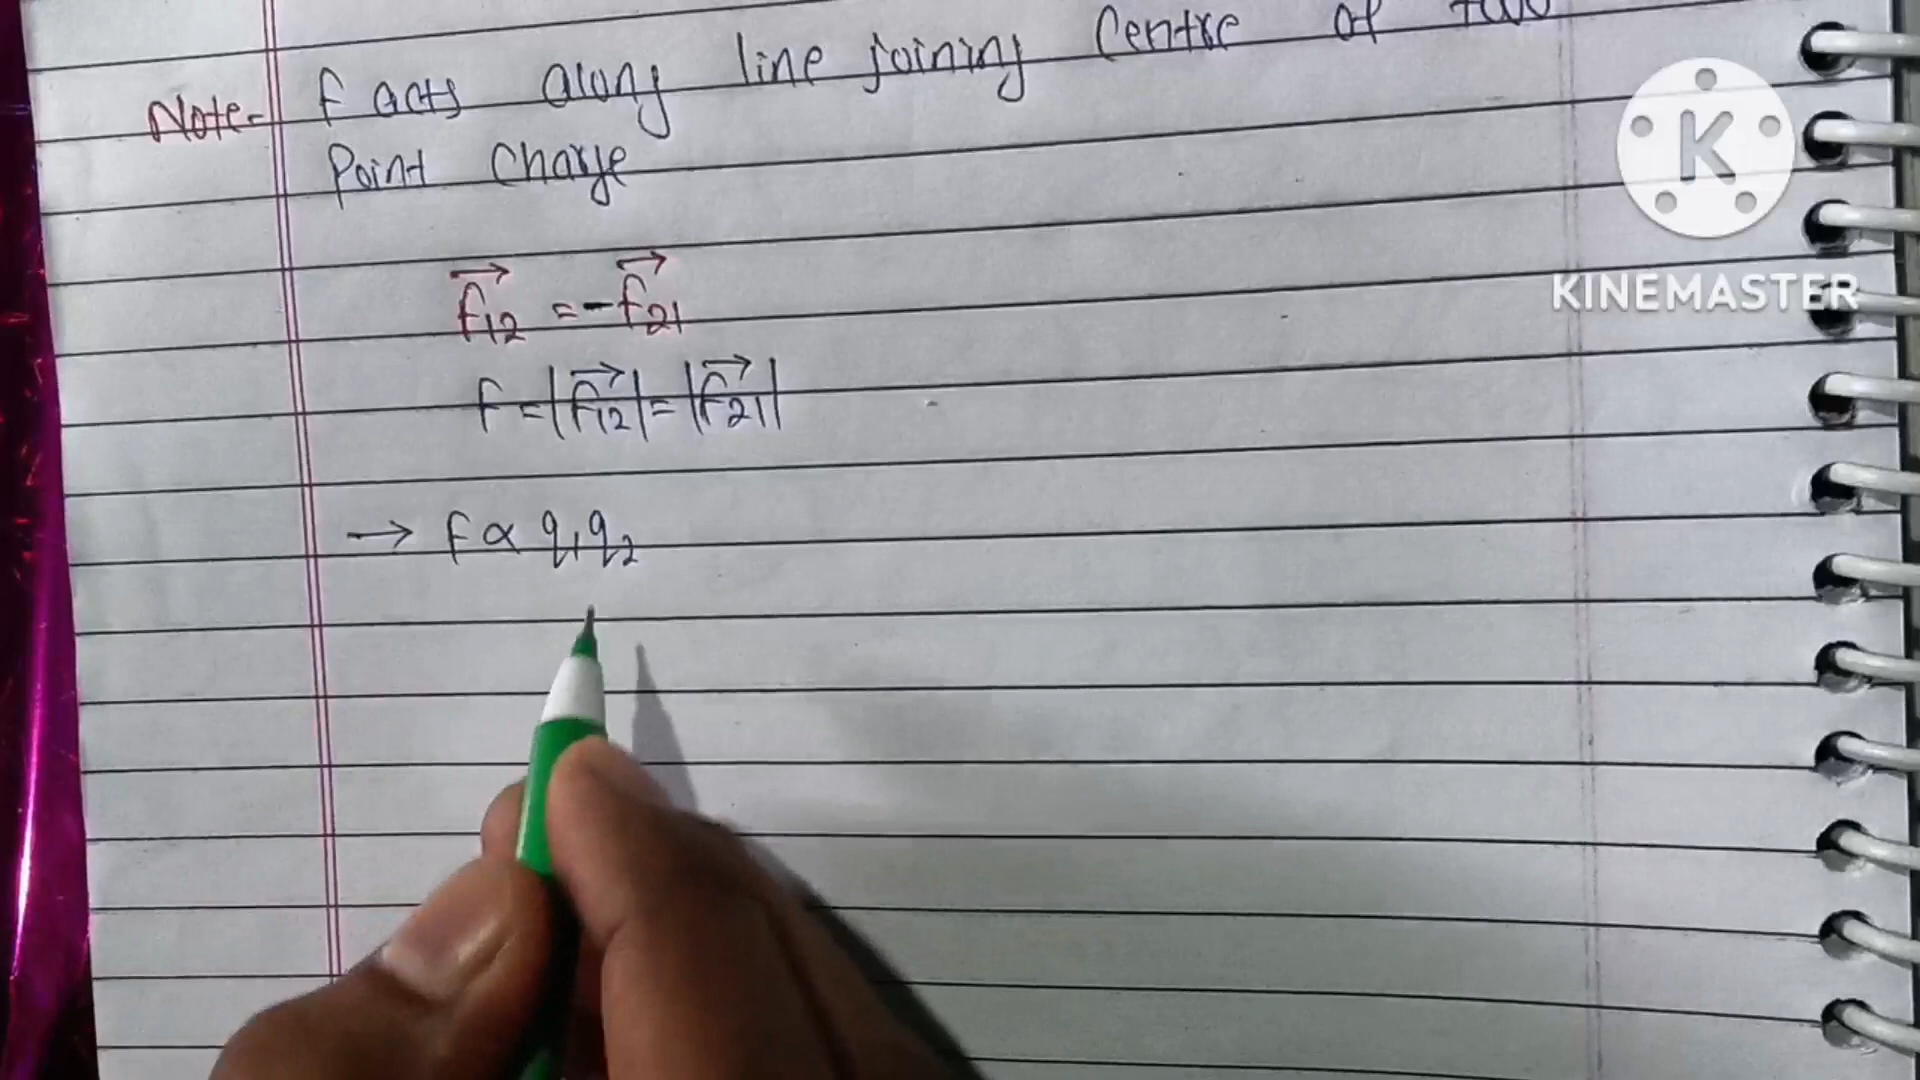 Note- F acts along line joining Centre of two
Point Charge
→F₁₂ = -→F₂₁
F = |→F₁₂| = |→F₂₁|
→ F ∝ q₁q₂
K
KINEMASTER